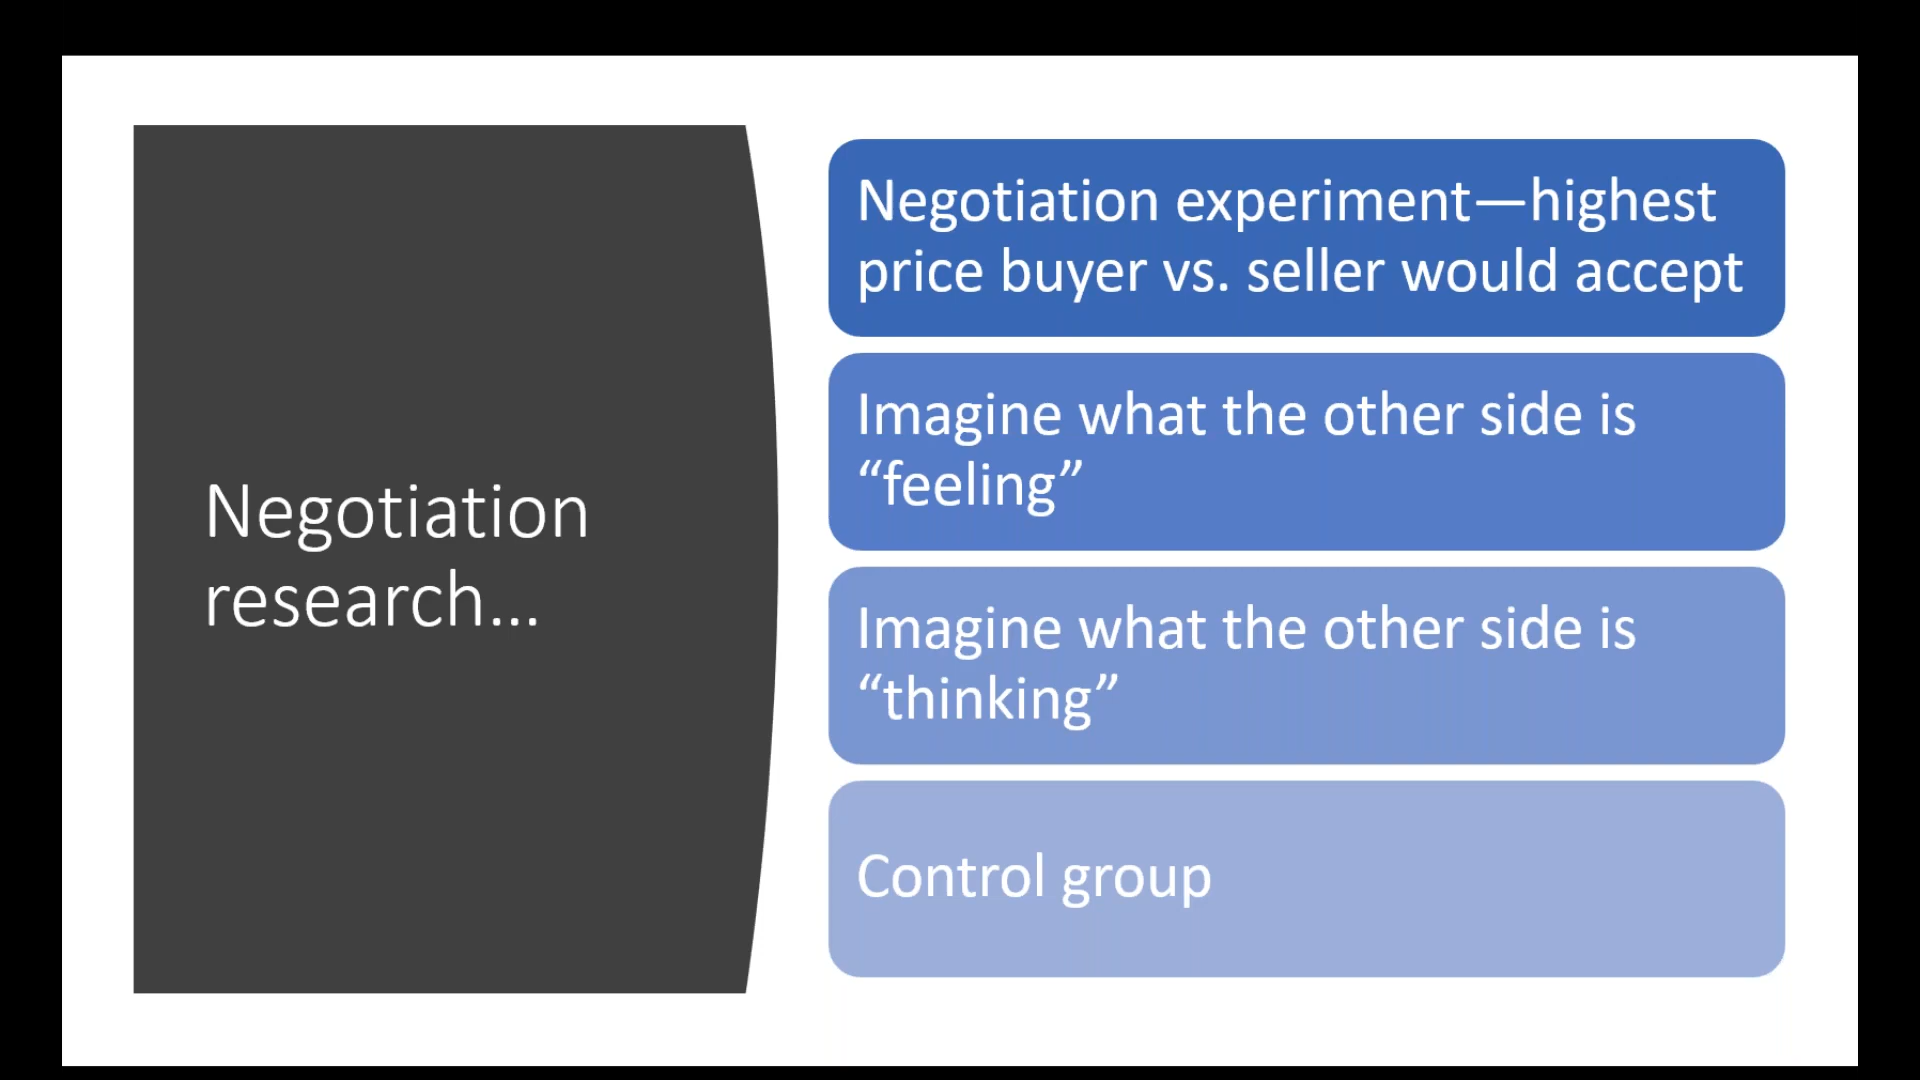 Negotiation
research...
Negotiation experiment—highest
price buyer vs. seller would accept
Imagine what the other side is
“feeling”
Imagine what the other side is
“thinking”
Control group